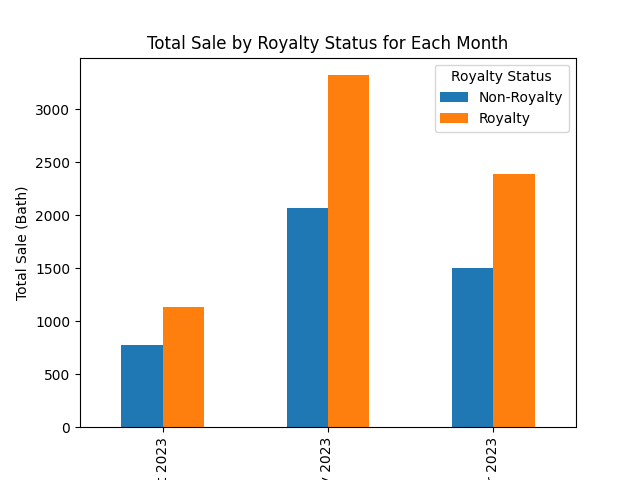 Total Sale by Royalty Status for Each Month
Royalty Status
Non-Royalty
Royalty
Total Sale (Bath)
3000
2500
2000
1500
1000
500
0
2023
2023
2023